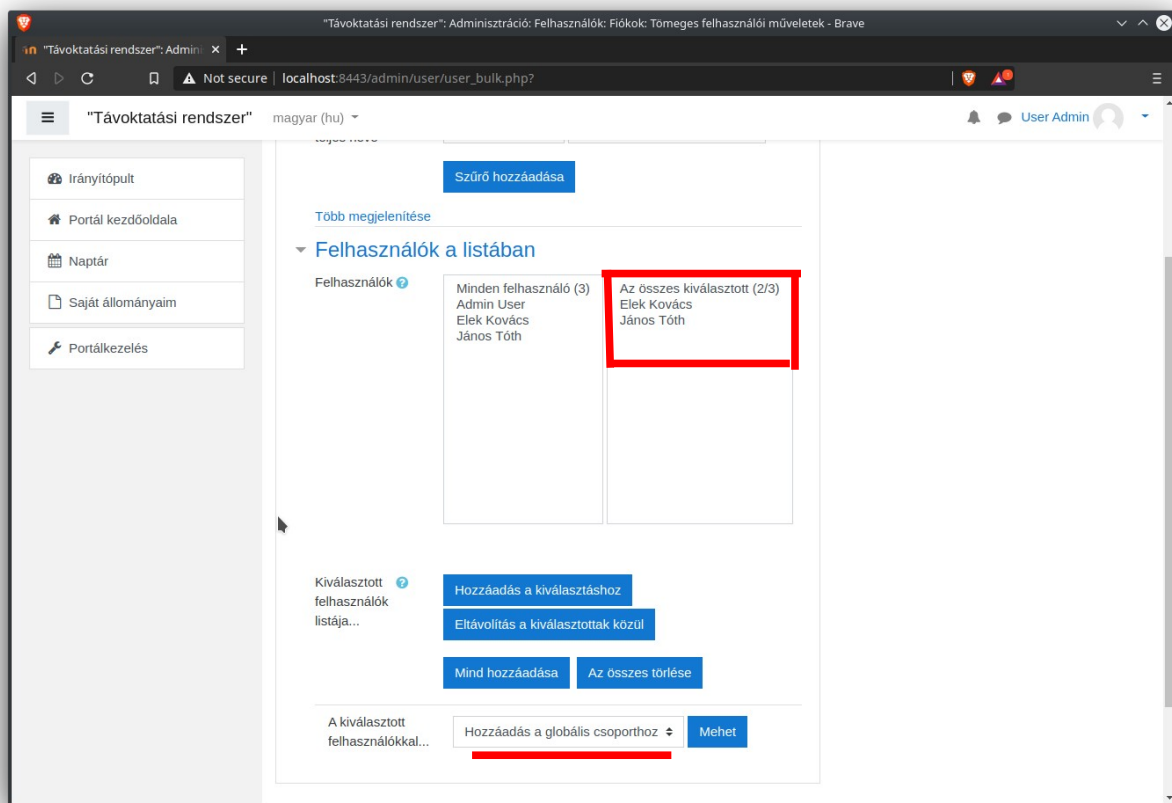 "Távoktatási rendszer": Adminisztráció: Felhasználók: Fiókok: Tömeges felhasználói műveletek - Brave
"Távoktatási rendszer": Admini
Not secure | localhost:8443/admin/user/user_bulk.php?
"Távoktatási rendszer" magyar (hu)
User Admin
teljes neve
Irányítópult
Portál kezdőoldala
Naptár
Saját állományaim
Portálkezelés
Szűrő hozzáadása
Több megjelenítése
Felhasználók a listában
Felhasználók
Minden felhasználó (3)
Admin User
Elek Kovács
János Tóth
Az összes kiválasztott (2/3)
Elek Kovács
János Tóth
Kiválasztott
felhasználók
listája...
Hozzáadás a kiválasztáshoz
Eltávolítás a kiválasztottak közül
Mind hozzáadása
Az összes törlése
A kiválasztott
felhasználókkal...
Hozzáadás a globális csoporthoz
Mehet